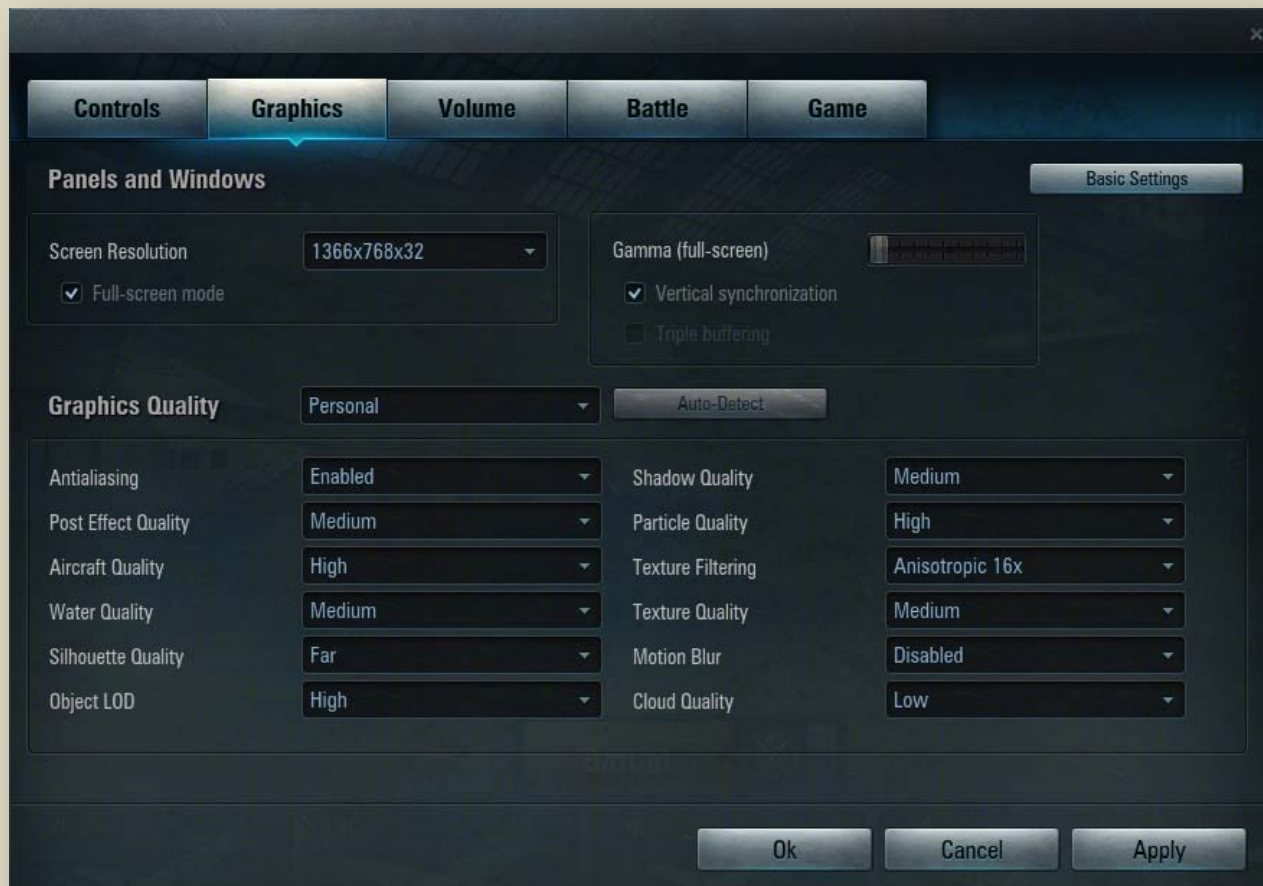 Controls
Graphics
Volume
Battle
Game
Panels and Windows
Basic Settings
Screen Resolution
1366x768x32
Full-screen mode
Gamma (full-screen)
Vertical synchronization
Triple buffering
Graphics Quality
Personal
Auto-Detect
Antialiasing
Enabled
Shadow Quality
Medium
Post Effect Quality
Medium
Particle Quality
High
Aircraft Quality
High
Texture Filtering
Anisotropic 16x
Water Quality
Medium
Texture Quality
Medium
Silhouette Quality
Far
Motion Blur
Disabled
Object LOD
High
Cloud Quality
Low
Ok
Cancel
Apply